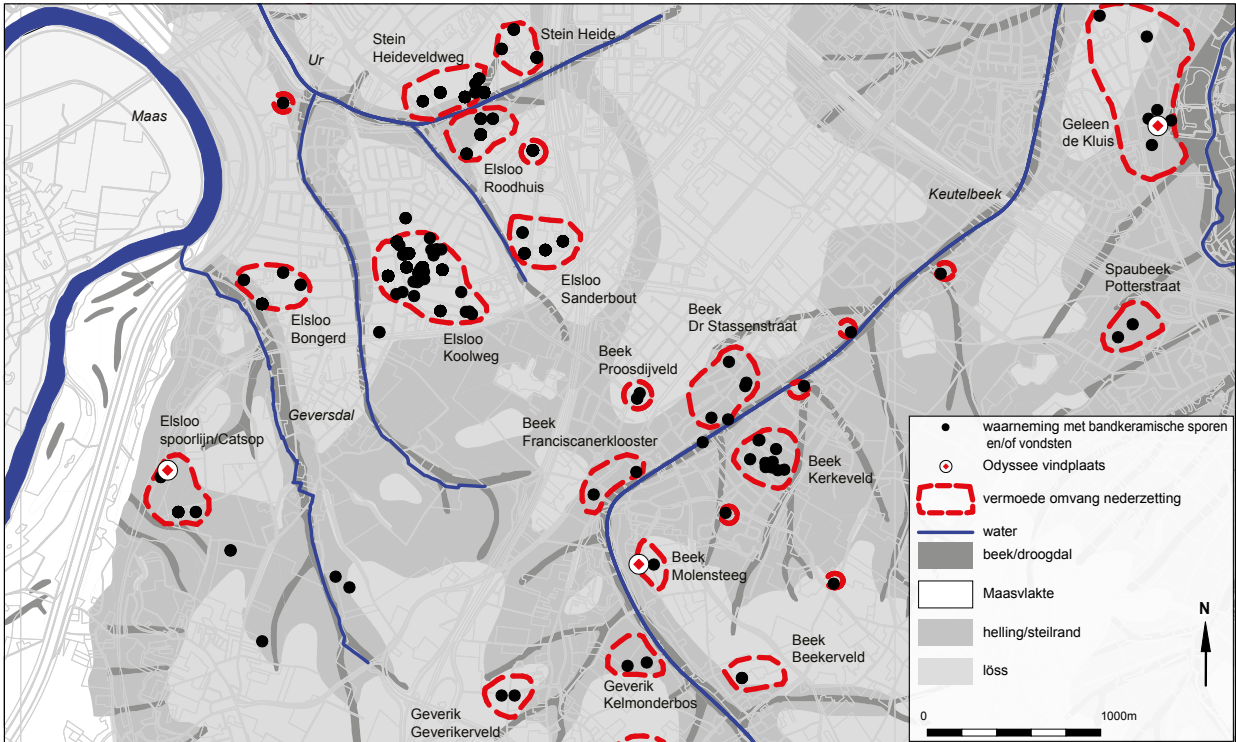 Stein
Heideveldweg
Stein Heide
Ur
Maas
Geleen
de Kluis
Elsloo
Roodhuis
Keutelbeek
Elsloo
Sanderbout
Spaubeek
Potterstraat
Elsloo
Bongerd
Elsloo
Koolweg
Beek
Dr Stassenstraat
Beek
Proosdijveld
Geversdal
Elsloo
spoorlijn/Catsop
Beek
Franciscanerklooster
Beek
Kerkeveld
Beek
Molensteeg
Beek
Beekerveld
Geverik
Kelmonderbos
Geverik
Geverikerveld
waarneming met bandkeramische sporen
en/of vondsten
Odyssee vindplaats
vermoede omvang nederzetting
water
beek/droogdal
Maasvlakte
helling/steilrand
löss
N
0
1000m